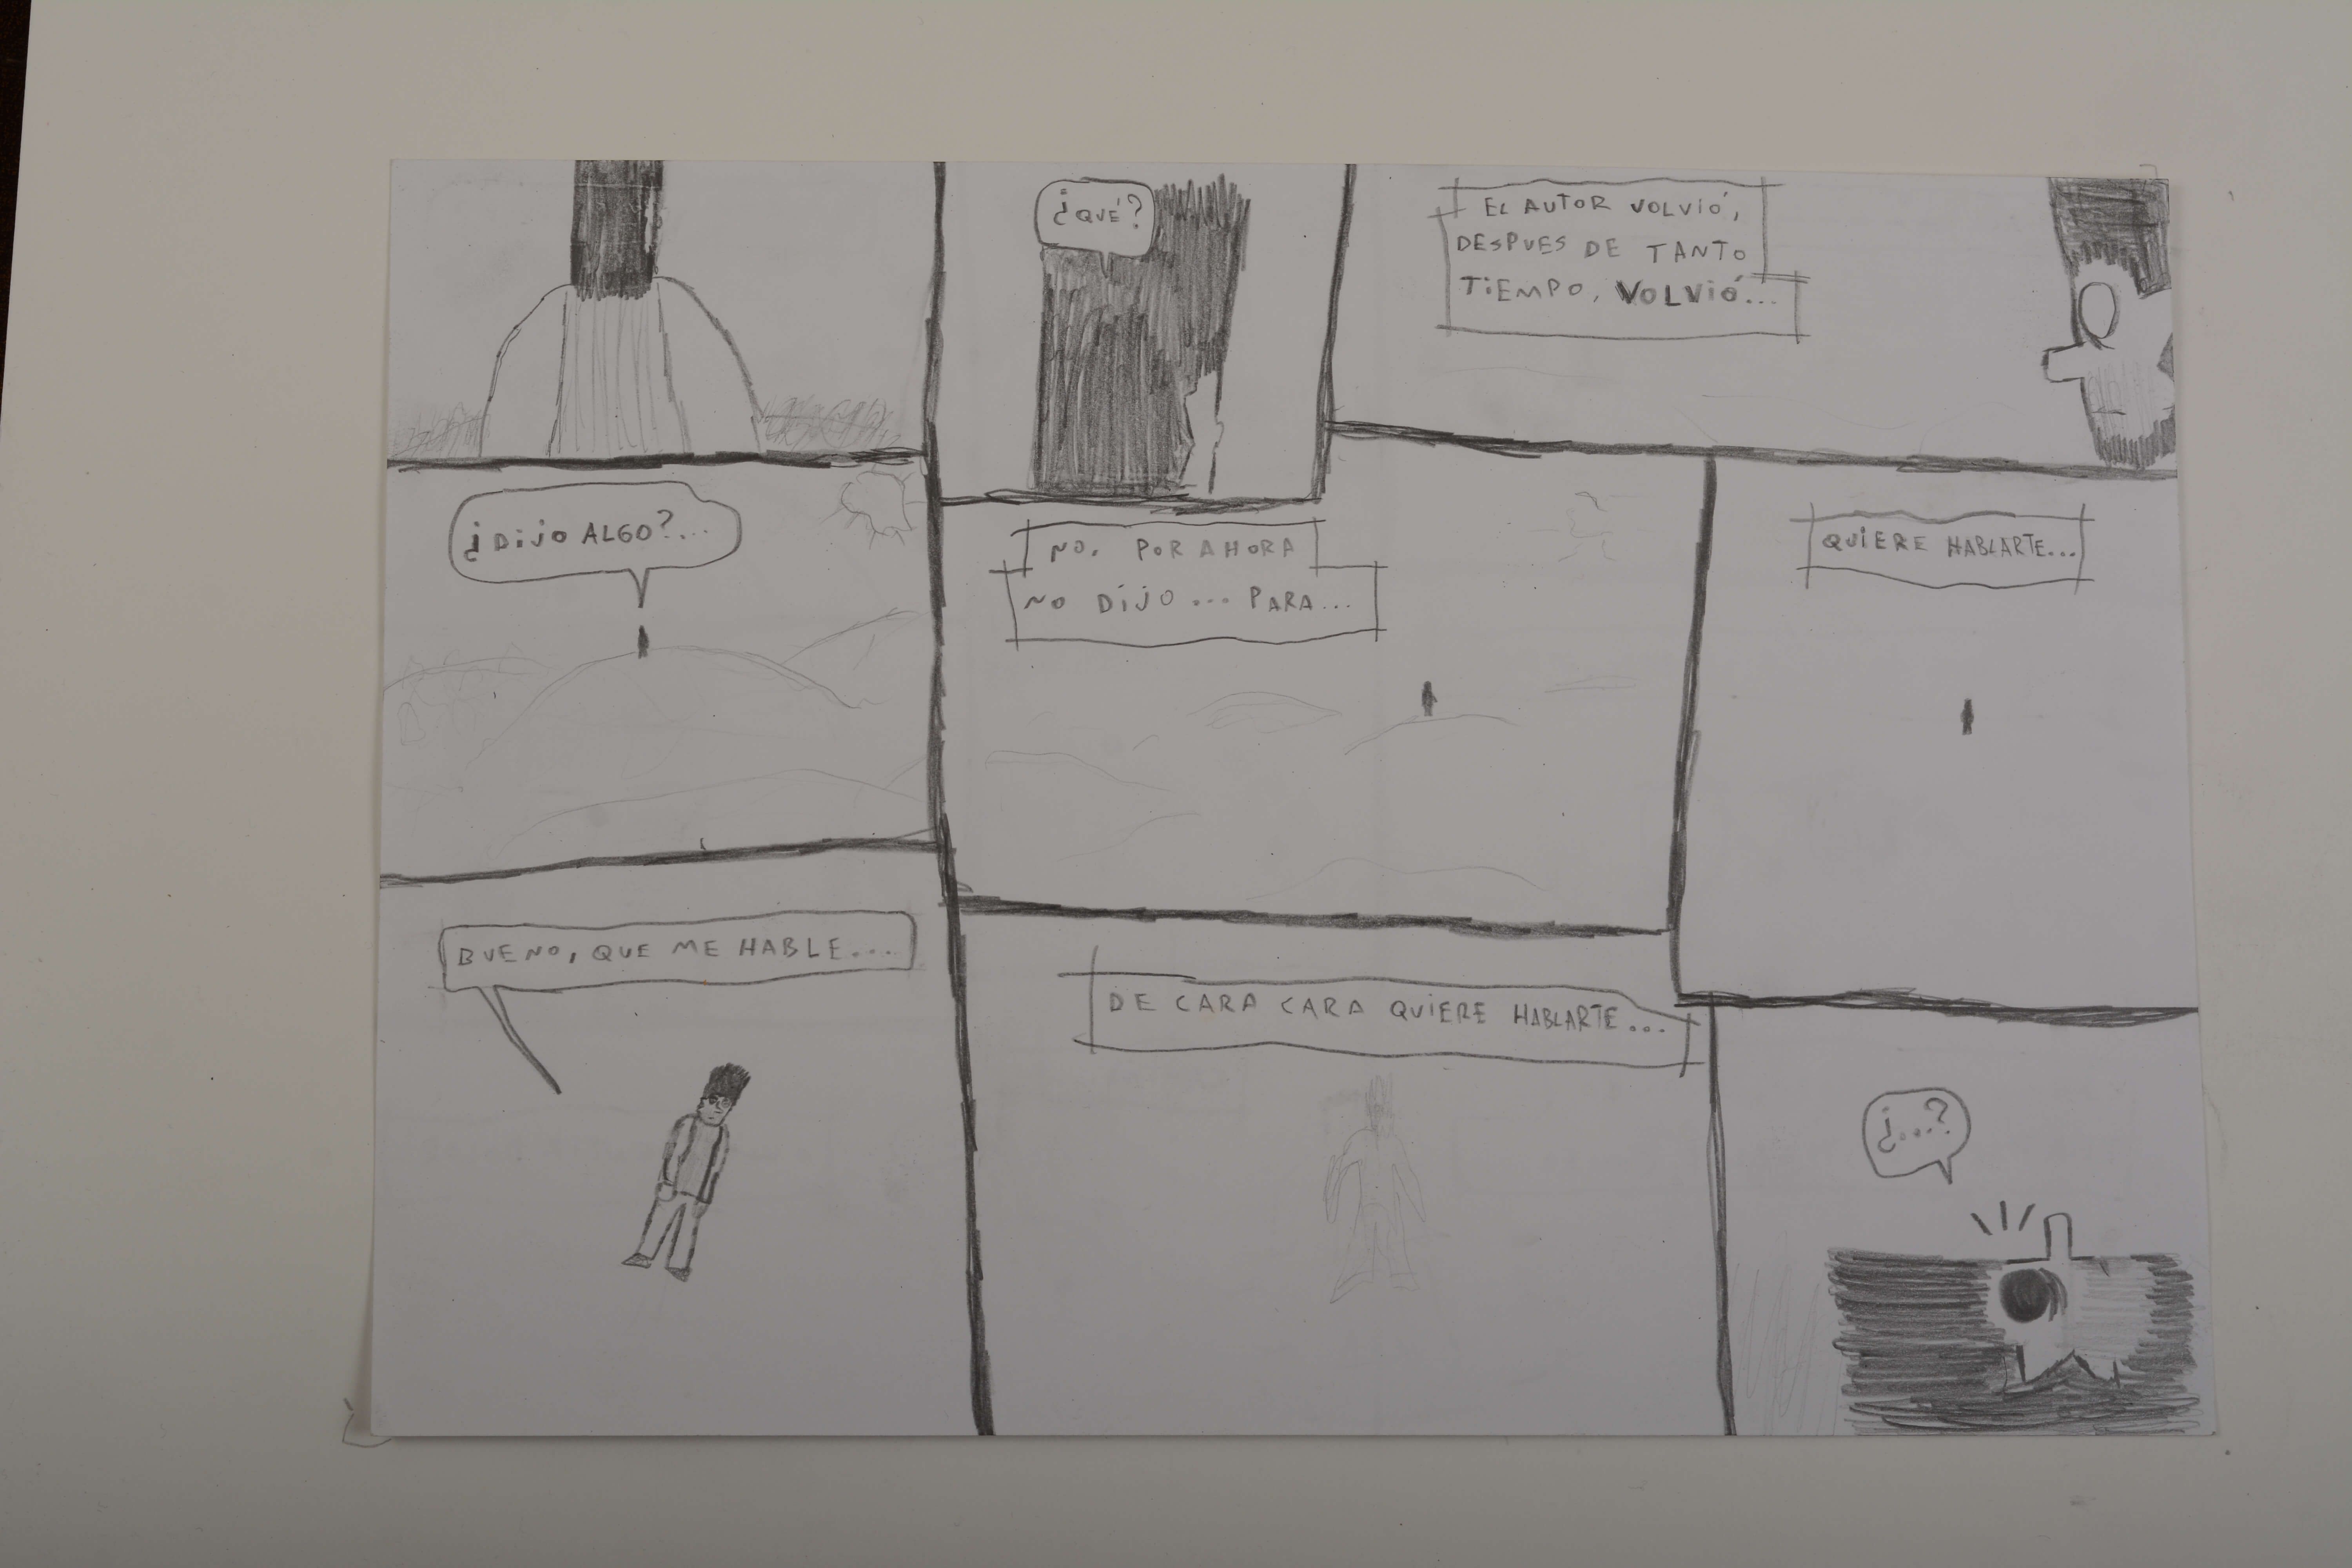 ¿QUÉ?
EL AUTOR VOLVIÓ,
DESPUES DE TANTO
TIEMPO, VOLVIÓ...
¿DIJO ALGO?...
NO. POR AHORA
NO DIJO... PARA...
QUIERE HABLARTE...
BUENO, QUE ME HABLE....
DE CARA CARA QUIERE HABLARTE...
¿...?